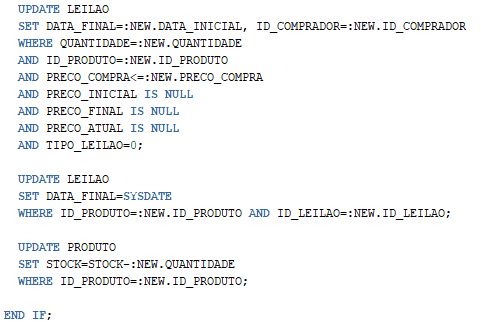 UPDATE LEILAO
SET DATA_FINAL=:NEW.DATA_INICIAL, ID_COMPRADOR=:NEW.ID_COMPRADOR
WHERE QUANTIDADE=:NEW.QUANTIDADE
AND ID_PRODUTO=:NEW.ID_PRODUTO
AND PRECO_COMPRA<=:NEW.PRECO_COMPRA
AND PRECO_INICIAL IS NULL
AND PRECO_FINAL IS NULL
AND PRECO_ATUAL IS NULL
AND TIPO_LEILAO=0;
UPDATE LEILAO
SET DATA_FINAL=SYSDATE
WHERE ID_PRODUTO=:NEW.ID_PRODUTO AND ID_LEILAO=:NEW.ID_LEILAO;
UPDATE PRODUTO
SET STOCK=STOCK-:NEW.QUANTIDADE
WHERE ID_PRODUTO=:NEW.ID_PRODUTO;
END IF;